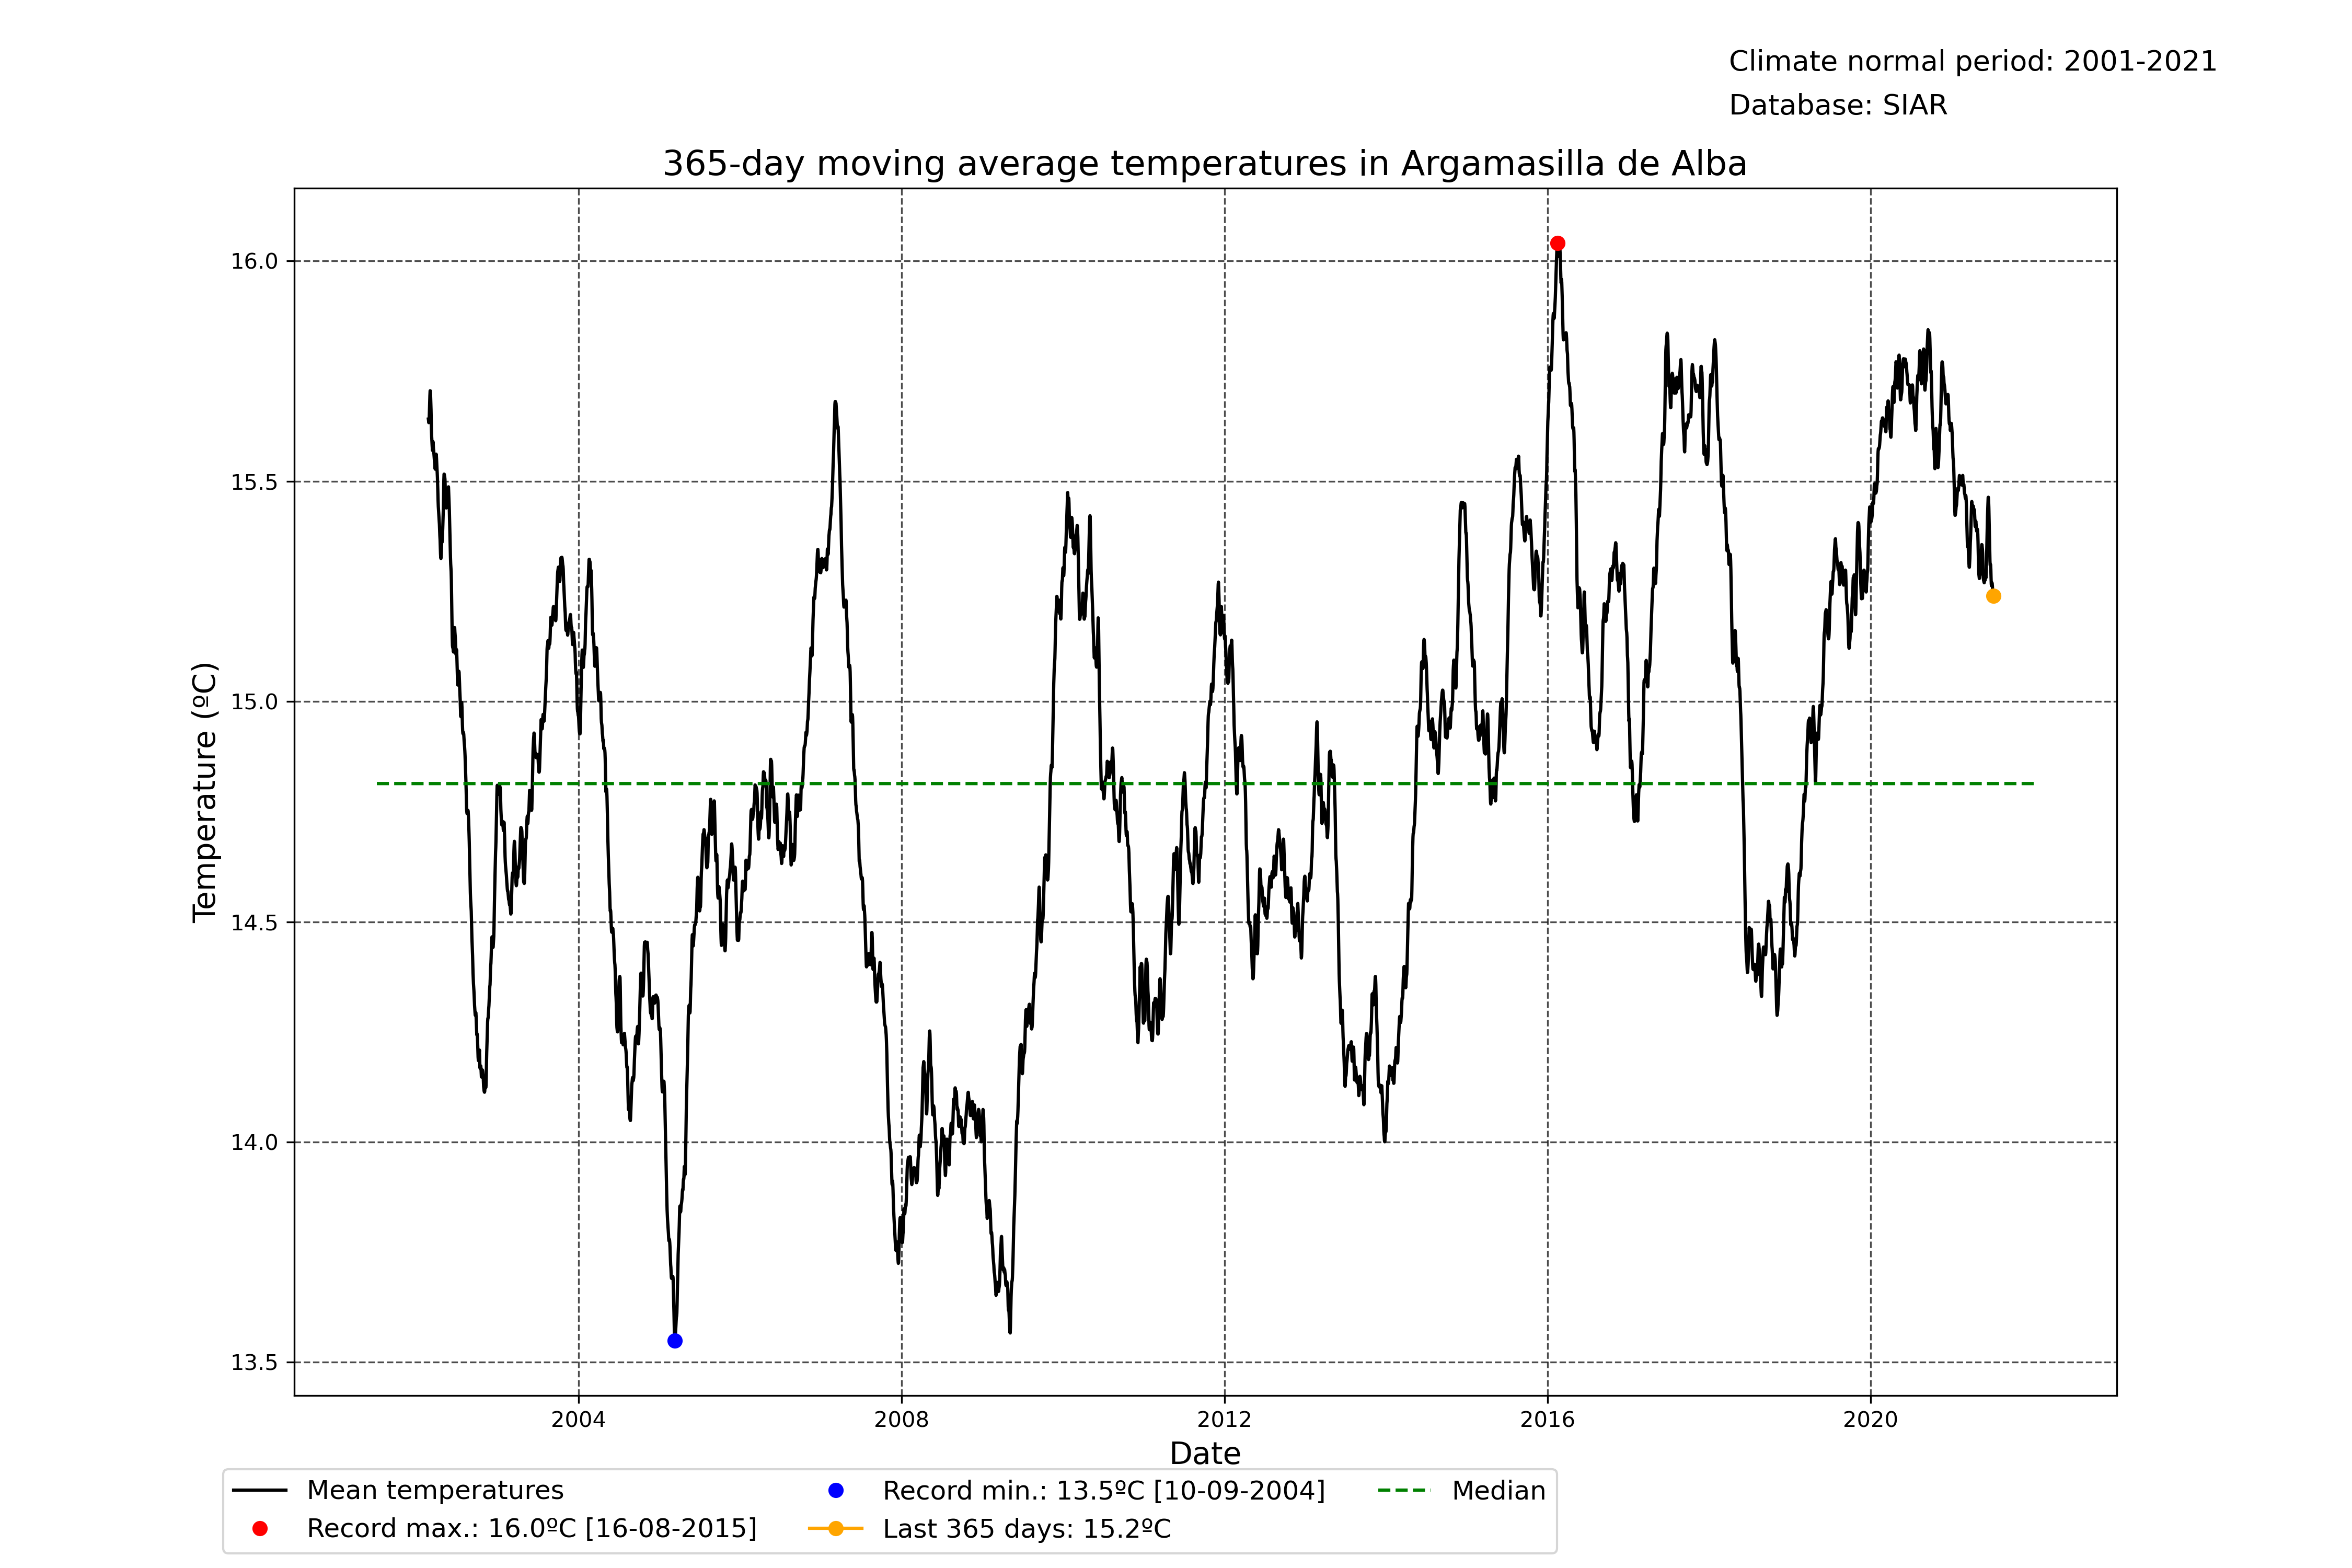 Climate normal period: 2001-2021
Database: SIAR
365-day moving average temperatures in Argamasilla de Alba
16.0
15.5
15.0
14.5
14.0
13.5
Temperature (ºC)
2004 2008 2012 2016 2020
Date
Mean temperatures
Record max.: 16.0ºC [16-08-2015]
Record min.: 13.5ºC [10-09-2004]
Last 365 days: 15.2ºC
Median